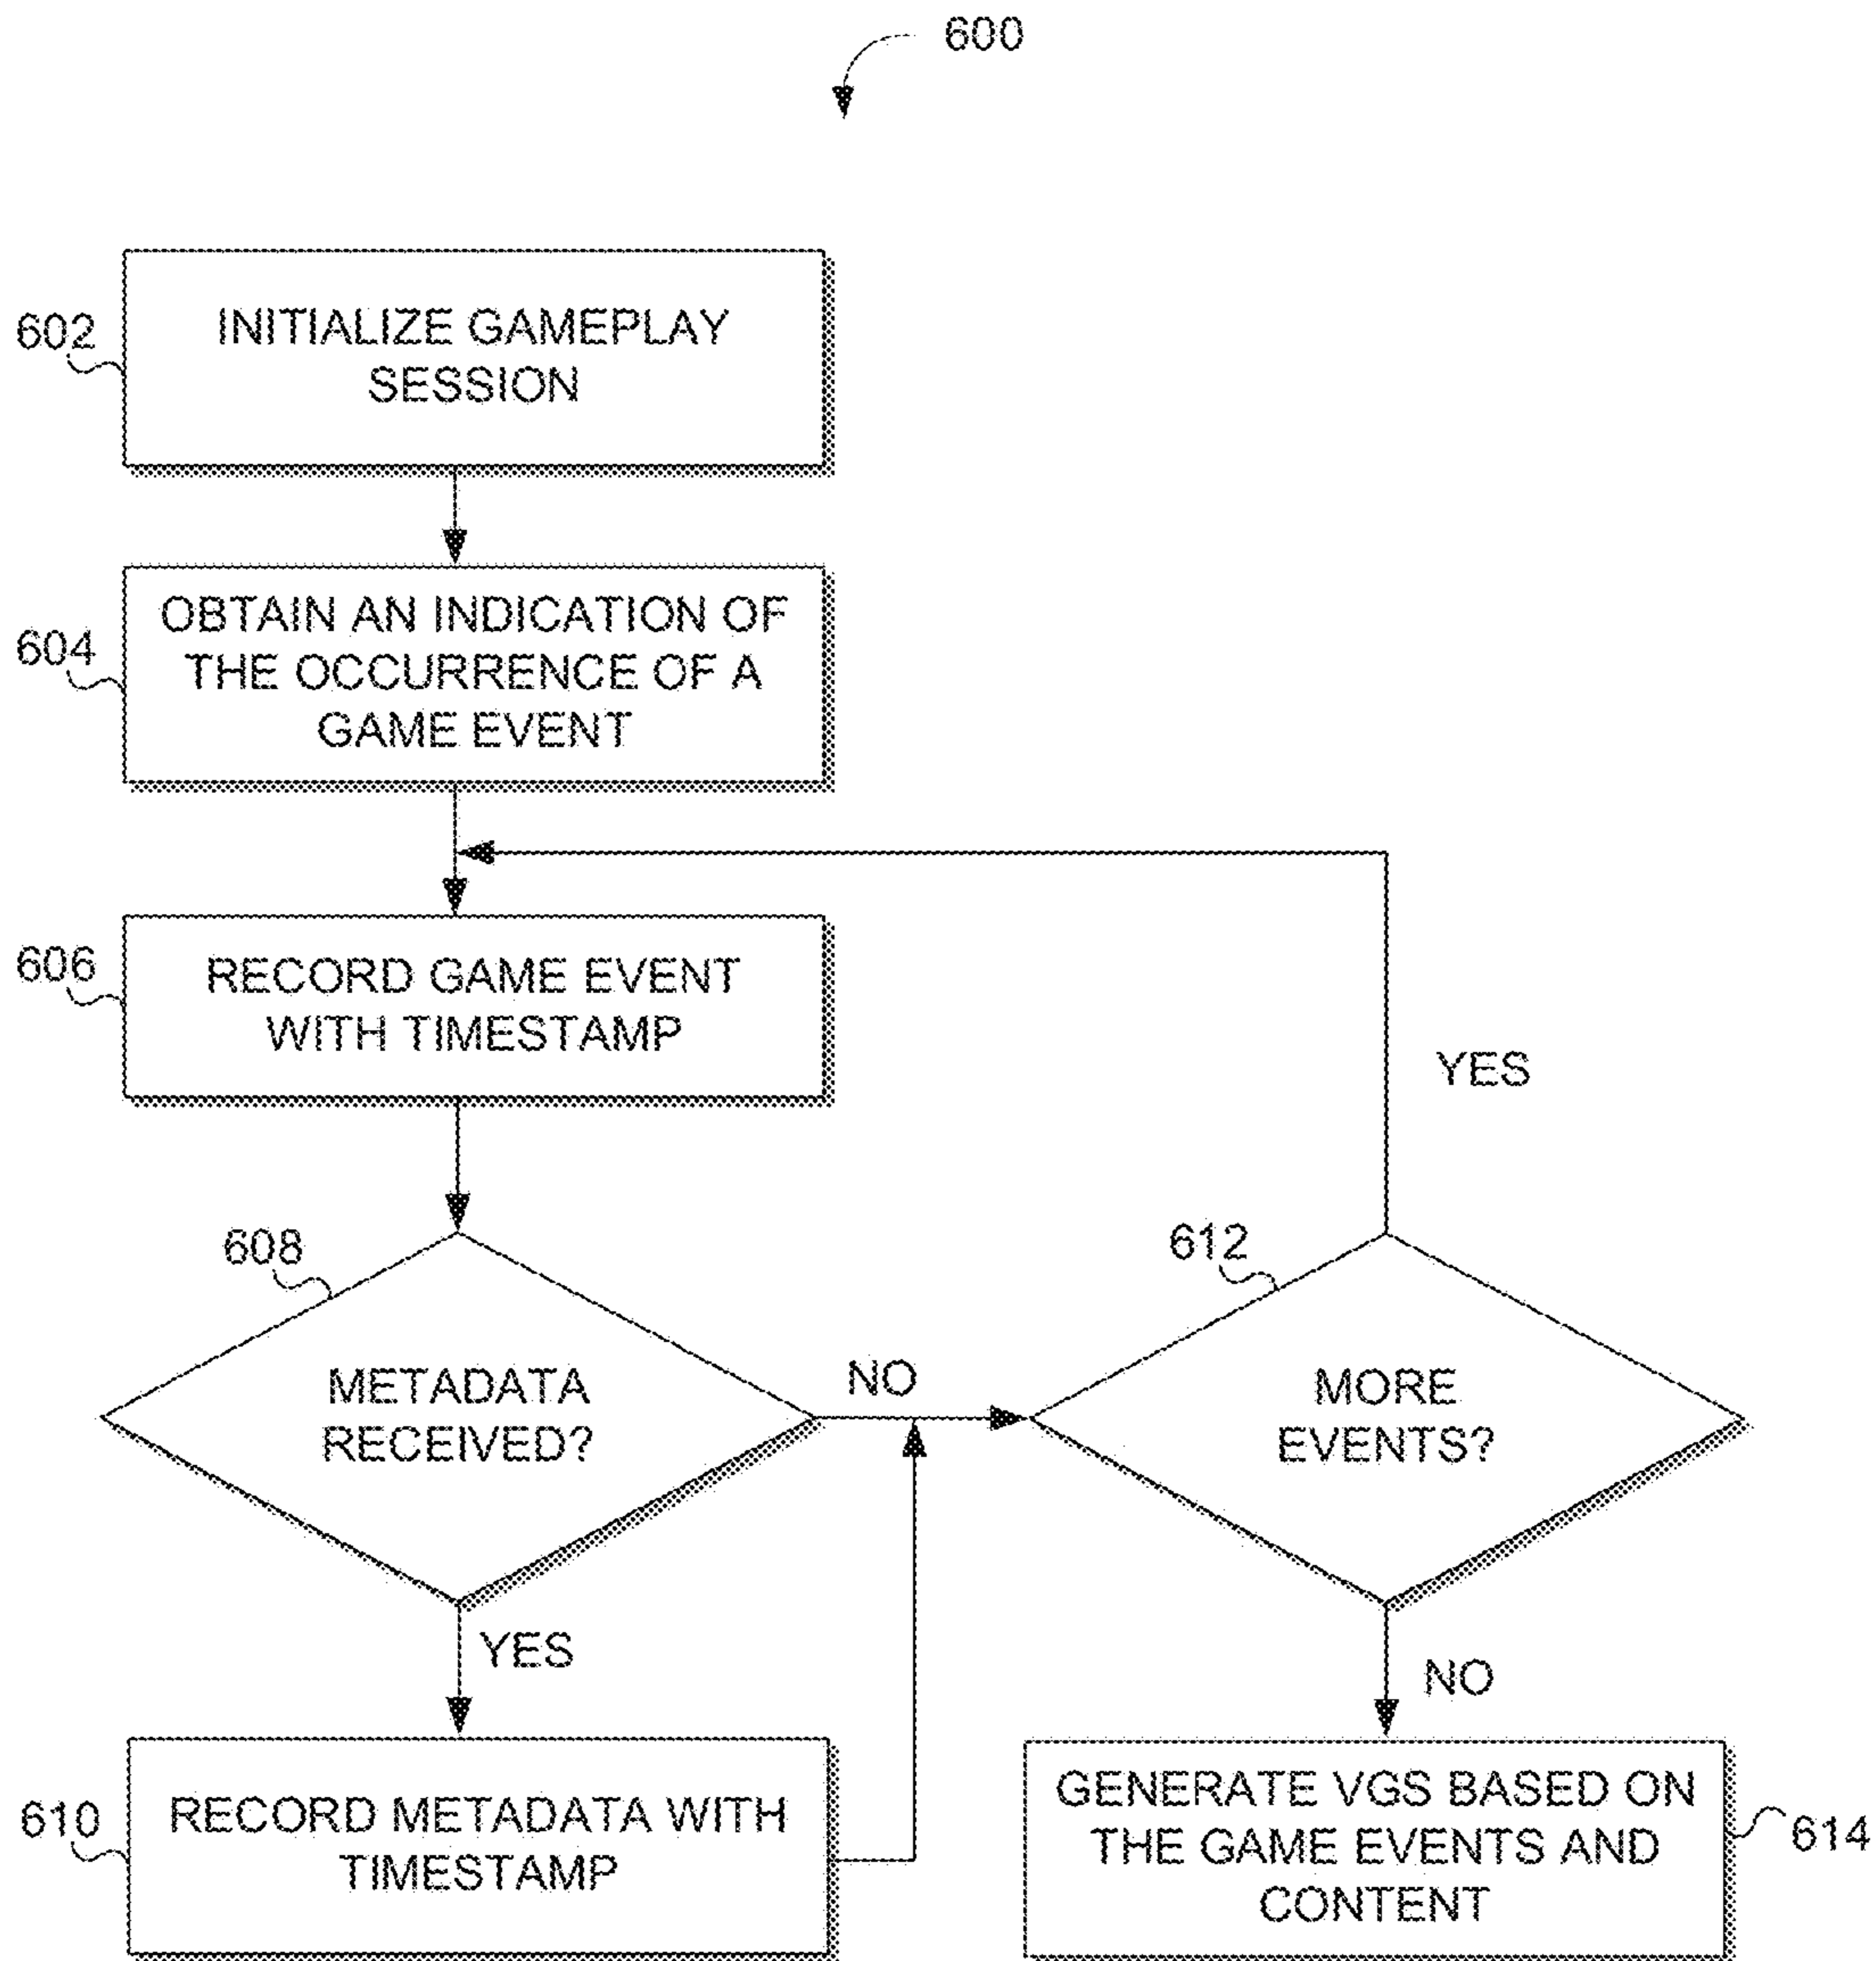 600
602
INITIALIZE GAMEPLAY
SESSION
604
OBTAIN AN INDICATION OF
THE OCCURRENCE OF A
GAME EVENT
606
RECORD GAME EVENT
WITH TIMESTAMP
YES
608
METADATA
RECEIVED?
NO
612
MORE
EVENTS?
YES
NO
610
RECORD METADATA WITH
TIMESTAMP
GENERATE VGS BASED ON
THE GAME EVENTS AND
CONTENT
614